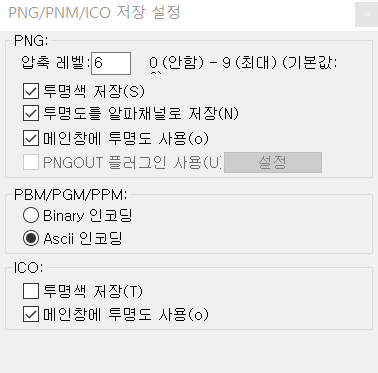 PNG/PNM/ICO 저장 설정
PNG:
압축 레벨: 6 0 (안함) - 9 (최대) (기본값:
투명색 저장(S)
투명도를 알파채널로 저장(N)
메인창에 투명도 사용(o)
PNGOUT 플러그인 사용(U) 설정
PBM/PGM/PPM:
Binary 인코딩
Ascii 인코딩
ICO:
투명색 저장(T)
메인창에 투명도 사용(o)